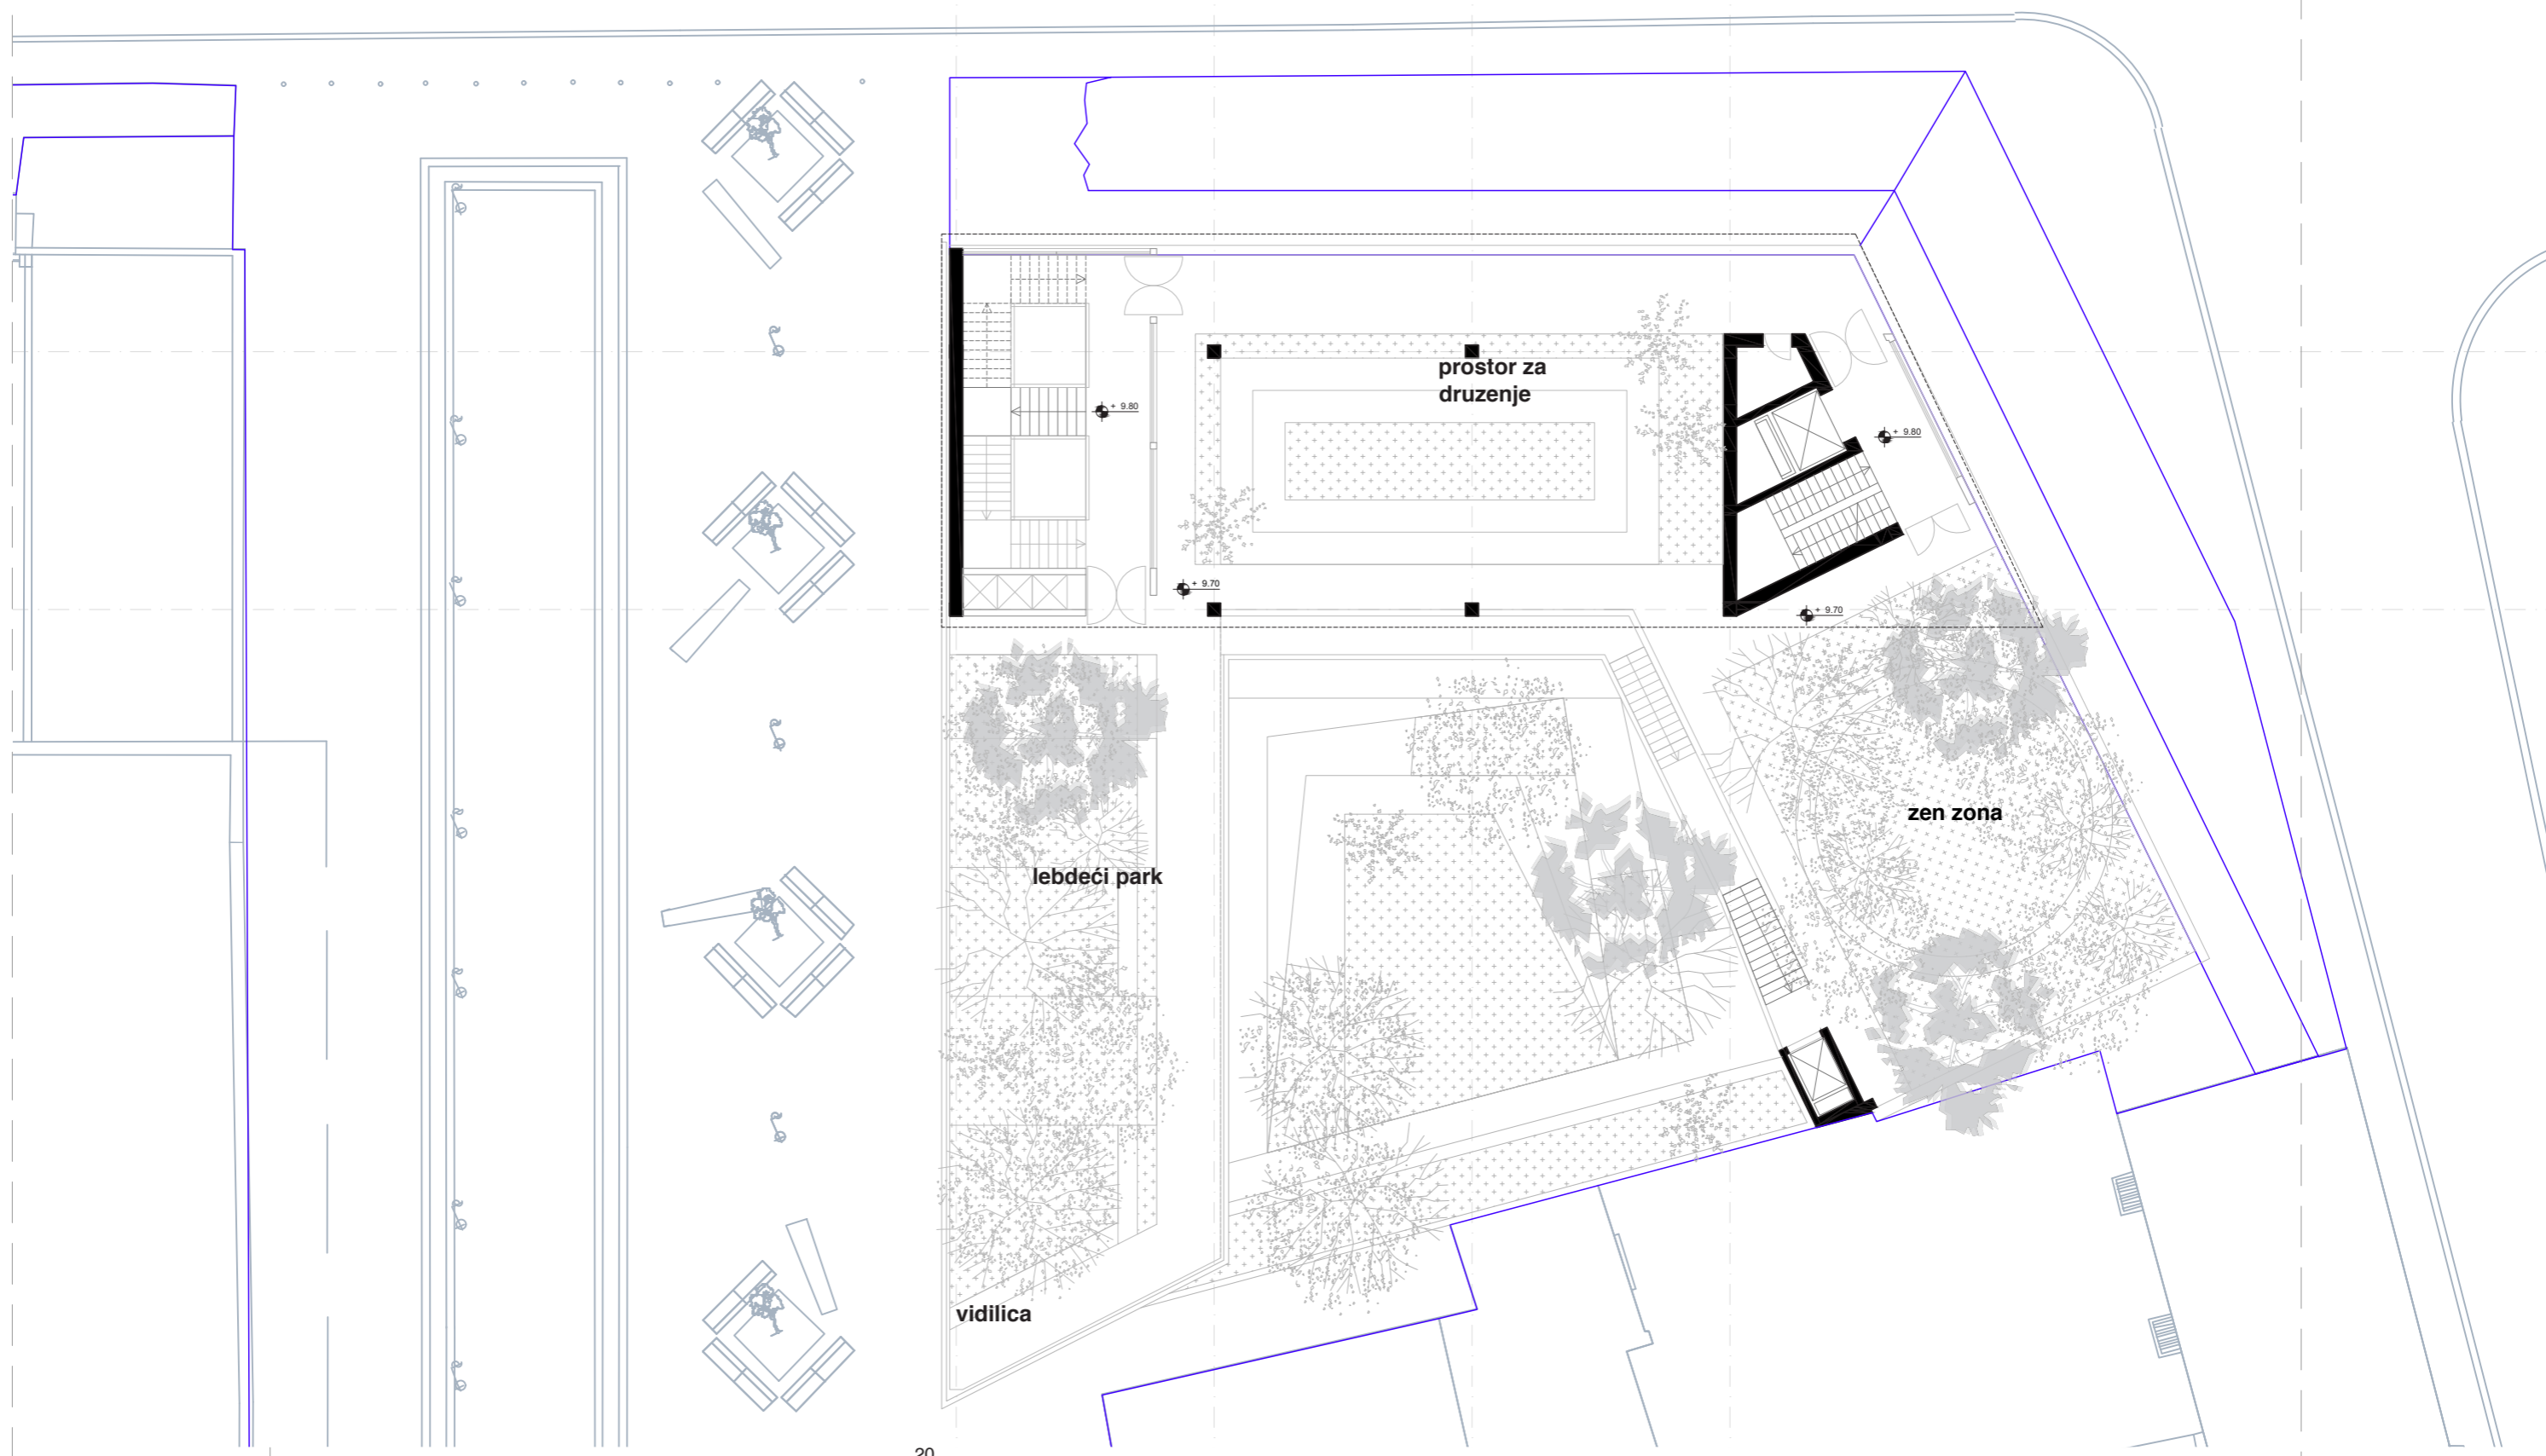 prostor za
druzenje
+ 9.80
+ 9.80
+ 9.70
+ 9.70
zen zona
lebdeći park
vidilica
20